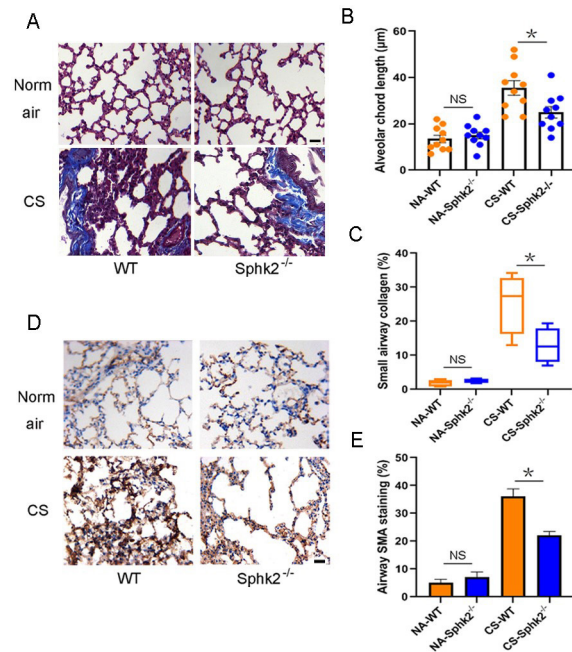 A
Norm
air
CS
WT
Sphk2-/-
B
Alveolar chord length (µm)
60
40
20
0
NS
*
NA-WT
NA-Sphk2-/-
CS-WT
CS-Sphk2-/-
C
Small airway collagen (%)
40
30
20
10
0
NS
*
NA-WT
NA-Sphk2-/-
CS-WT
CS-Sphk2-/-
D
Norm
air
CS
WT
Sphk2-/-
E
Airway SMA staining (%)
50
40
30
20
10
0
NS
*
NA-WT
NA-Sphk2-/-
CS-WT
CS-Sphk2-/-